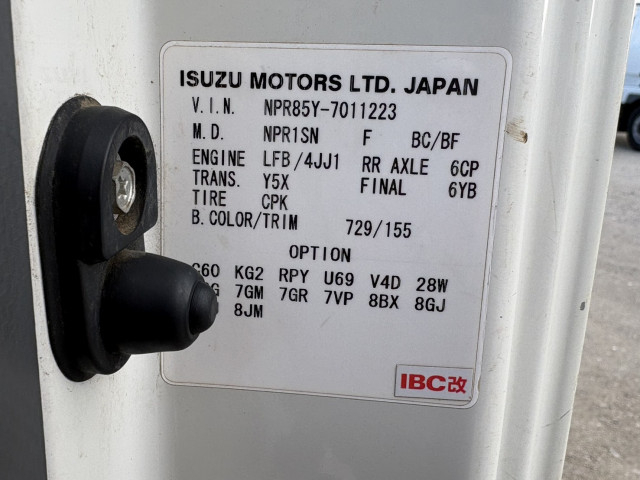 ISUZU MOTORS LTD. JAPAN
V.I.N. NPR85Y-7011223
M.D. NPR1SN F BC/BF
ENGINE LFB/4JJ1 RR AXLE 6CP
TRANS. Y5X FINAL 6YB
TIRE CPK
B.COLOR/TRIM 729/155
OPTION
KG2 RPY U69 V4D 28W
7GM 7GR 7VP 8BX 8GJ
8JM
IBC改